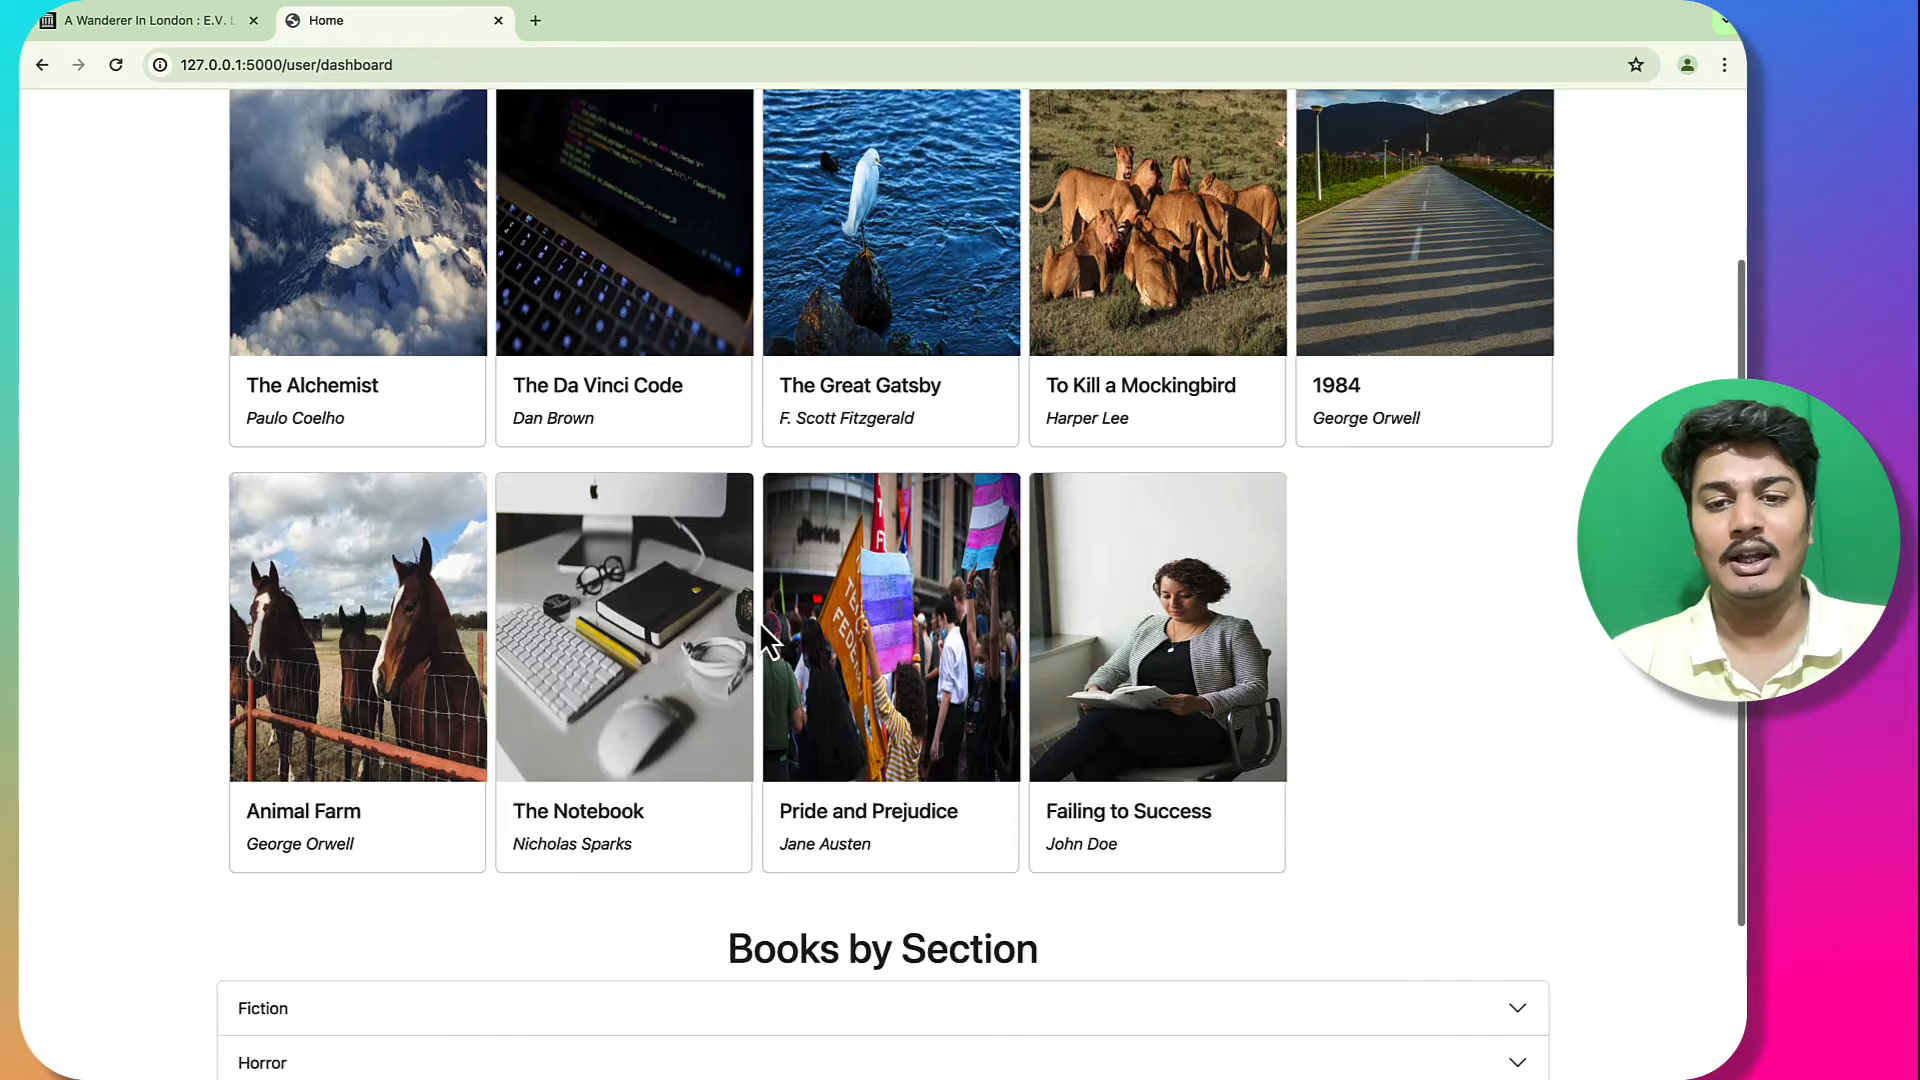 A Wanderer In London : E.V. L
Home
127.0.0.1:5000/user/dashboard
The Alchemist
Paulo Coelho
The Da Vinci Code
Dan Brown
The Great Gatsby
F. Scott Fitzgerald
To Kill a Mockingbird
Harper Lee
1984
George Orwell
Animal Farm
George Orwell
The Notebook
Nicholas Sparks
Pride and Prejudice
Jane Austen
Failing to Success
John Doe
Books by Section
Fiction
Horror